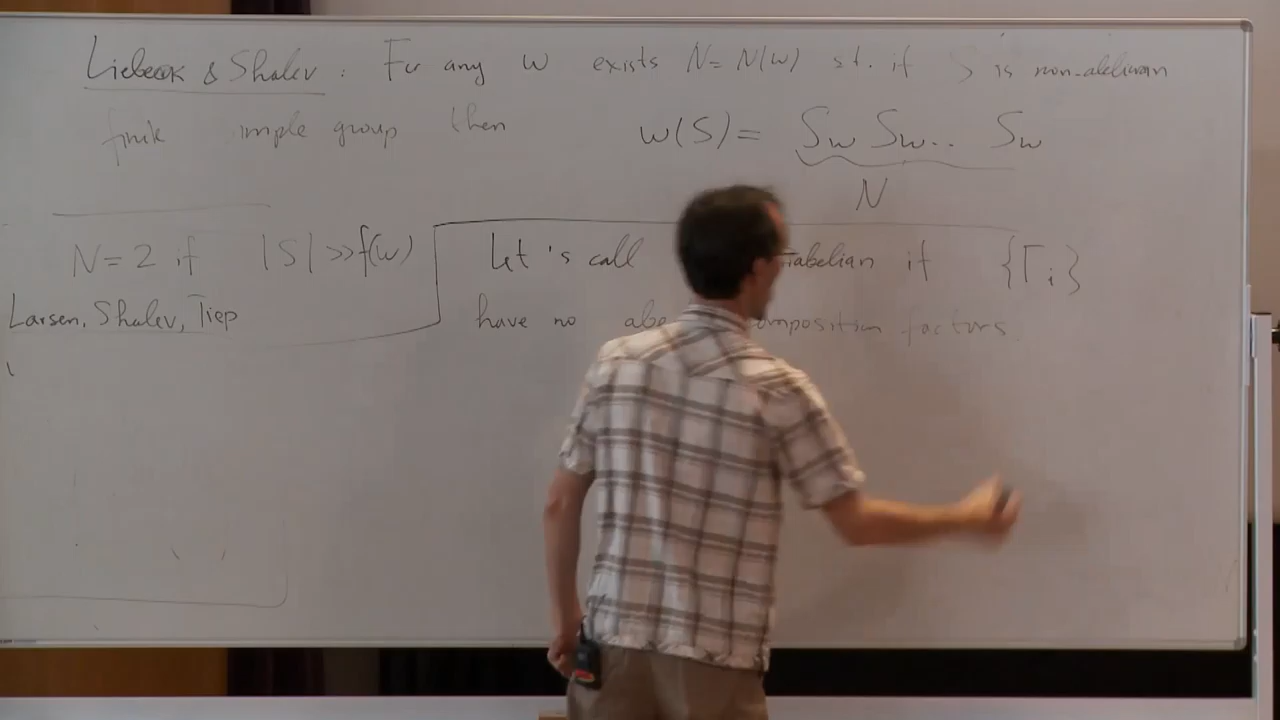 Liebeck & Shalev : For any w exists N = N(w) s.t. if S is non-abelian
finite simple group then w(S) = Sw Sw .. Sw
N
N = 2 if |S| >> f(w)
Larsen, Shalev, Tiep
Let's call abelian if {Γi}
have no composition factors